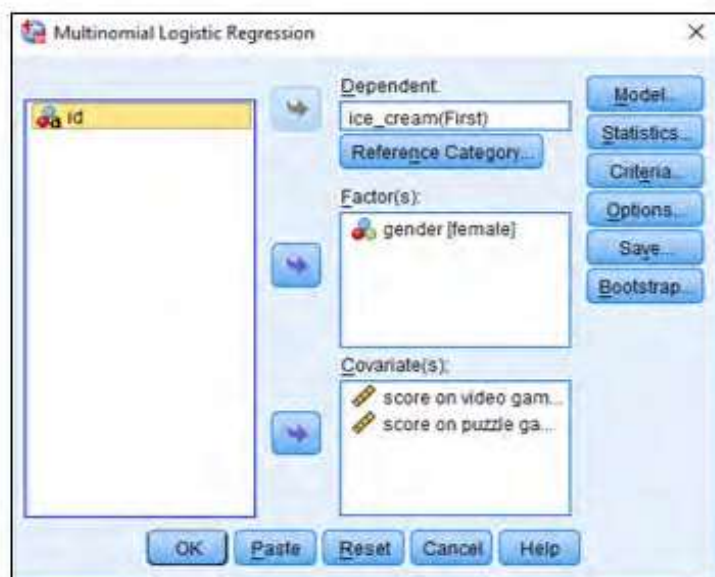 Multinomial Logistic Regression
id
Dependent:
ice_cream(First)
Reference Category...
Factor(s):
gender [female]
Covariate(s):
score on video gam...
score on puzzle ga...
Model...
Statistics...
Criteria...
Options...
Save...
Bootstrap...
OK
Paste
Reset
Cancel
Help